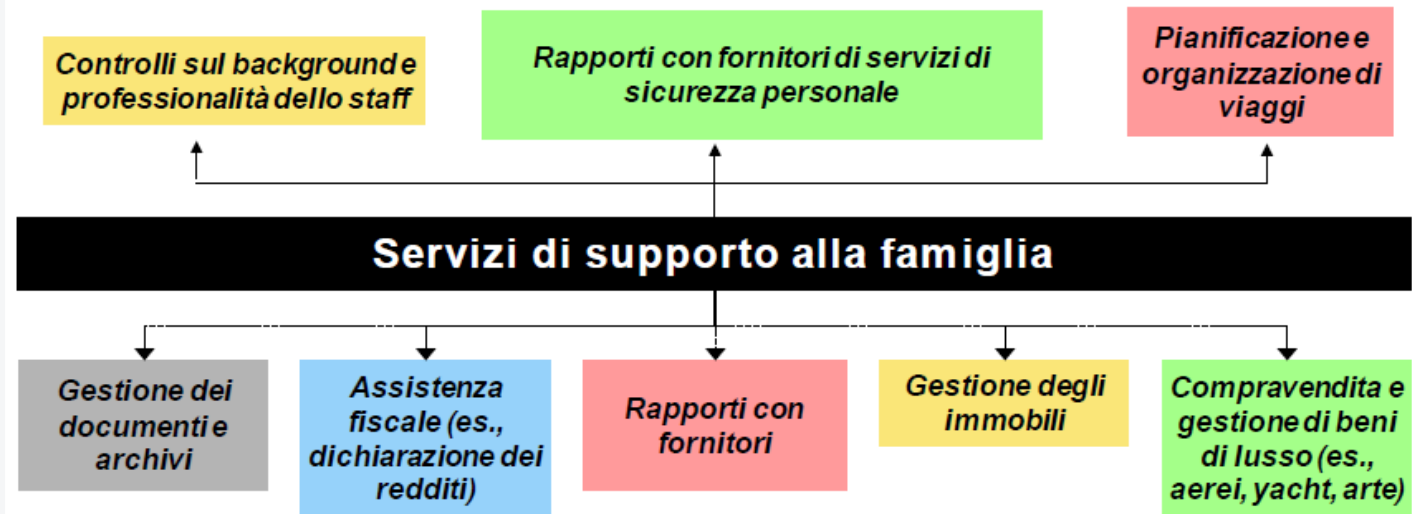 Controlli sul background e
professionalità dello staff
Rapporti con fornitori di servizi di
sicurezza personale
Pianificazione e
organizzazione di
viaggi
Servizi di supporto alla famiglia
Gestione dei
documenti e
archivi
Assistenza
fiscale (es.,
dichiarazione dei
redditi)
Rapporti con
fornitori
Gestione degli
immobili
Compravendita e
gestione di beni
di lusso (es.,
aerei, yacht, arte)